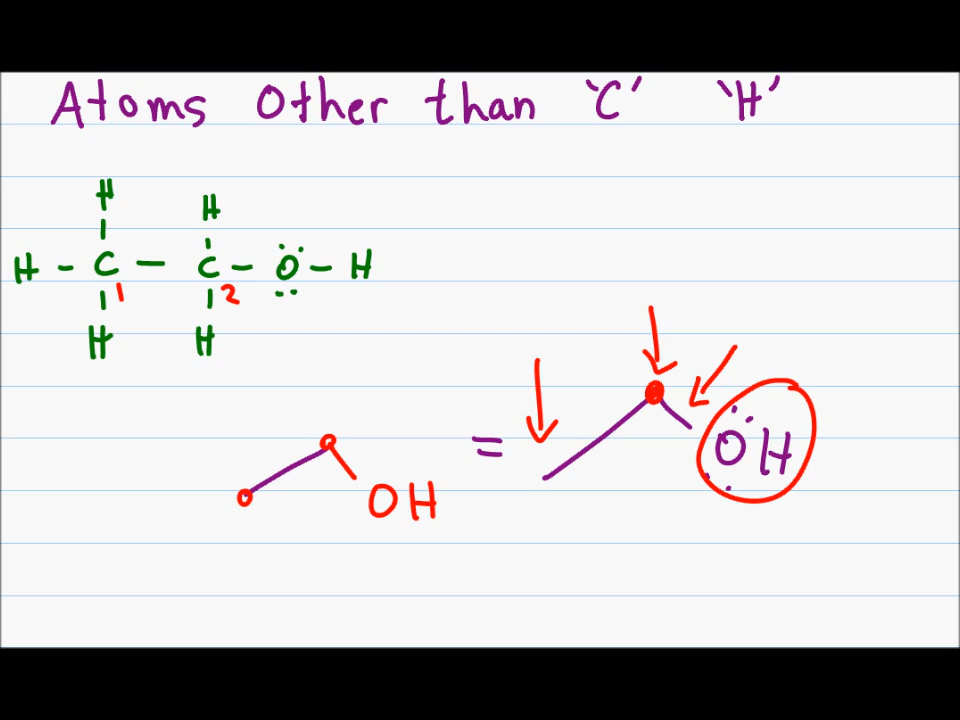 Atoms Other than 'C' 'H'
H H
H - C - C - O - H
1 2
H H
= OH
OH